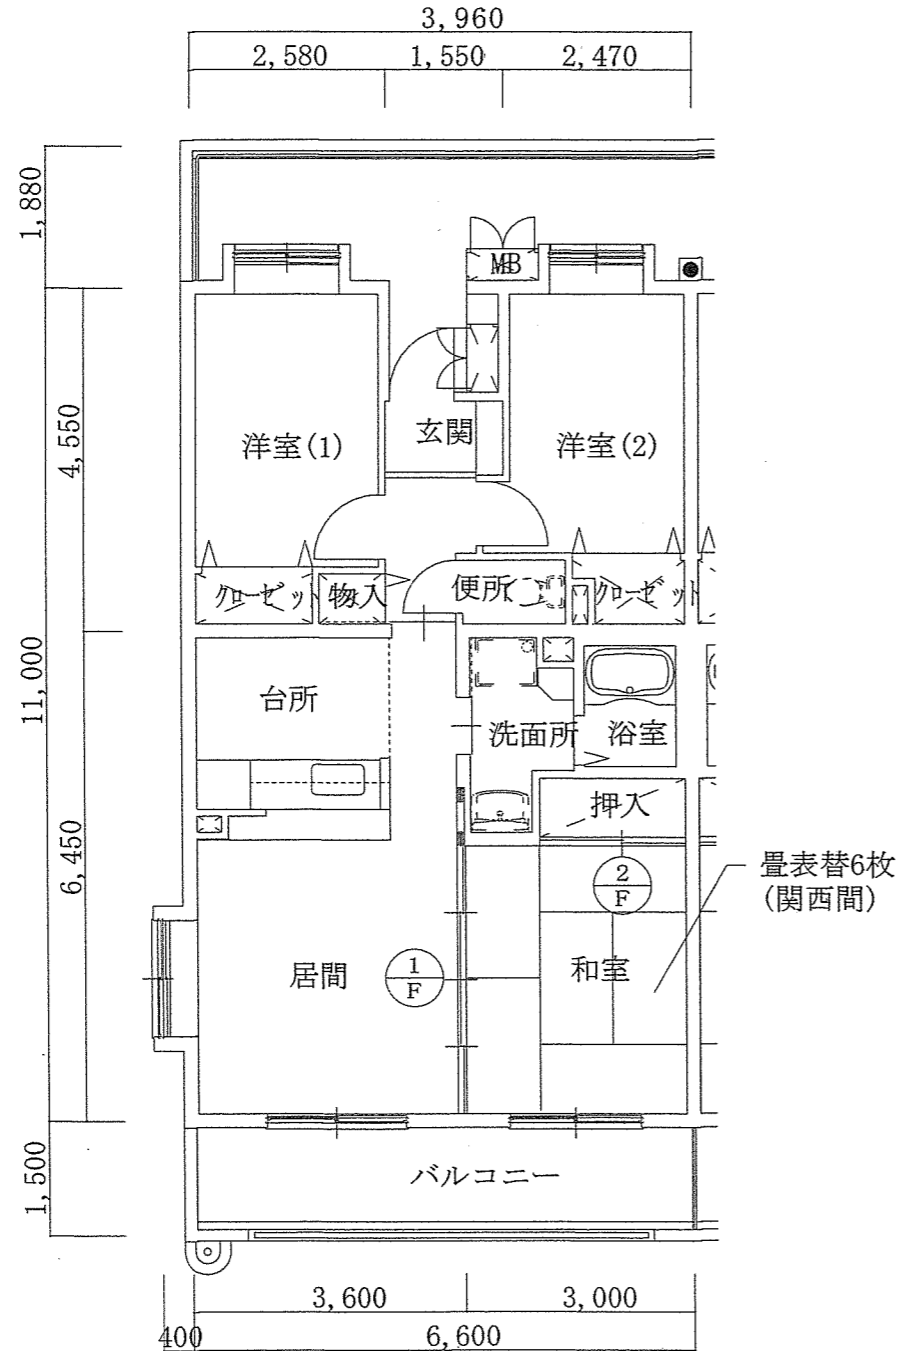 3,960
2,580
1,550
2,470
1,880
4,550
11,000
6,450
1,500
MB
玄関
洋室(1)
洋室(2)
クローゼット
物入
便所
クローゼット
台所
洗面所
浴室
押入
2
F
畳表替6枚
(関西間)
居間
1
F
和室
バルコニー
3,600
3,000
400
6,600